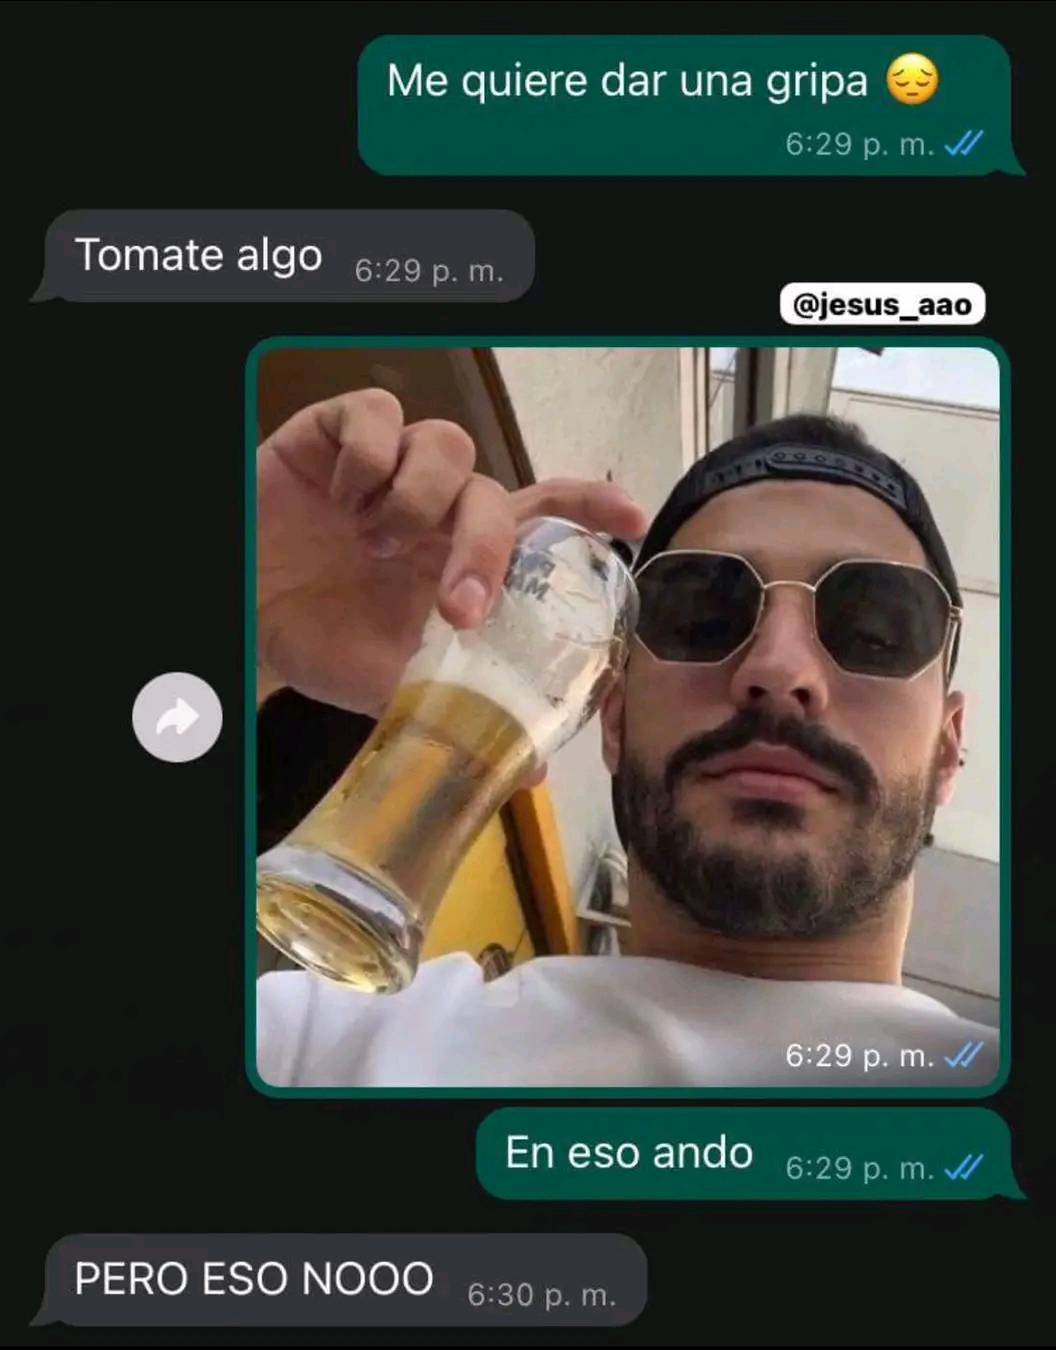 Me quiere dar una gripa 😔
6:29 p. m.
Tomate algo 6:29 p. m.
@jesus_aao
6:29 p. m.
En eso ando 6:29 p. m.
PERO ESO NOOO 6:30 p. m.